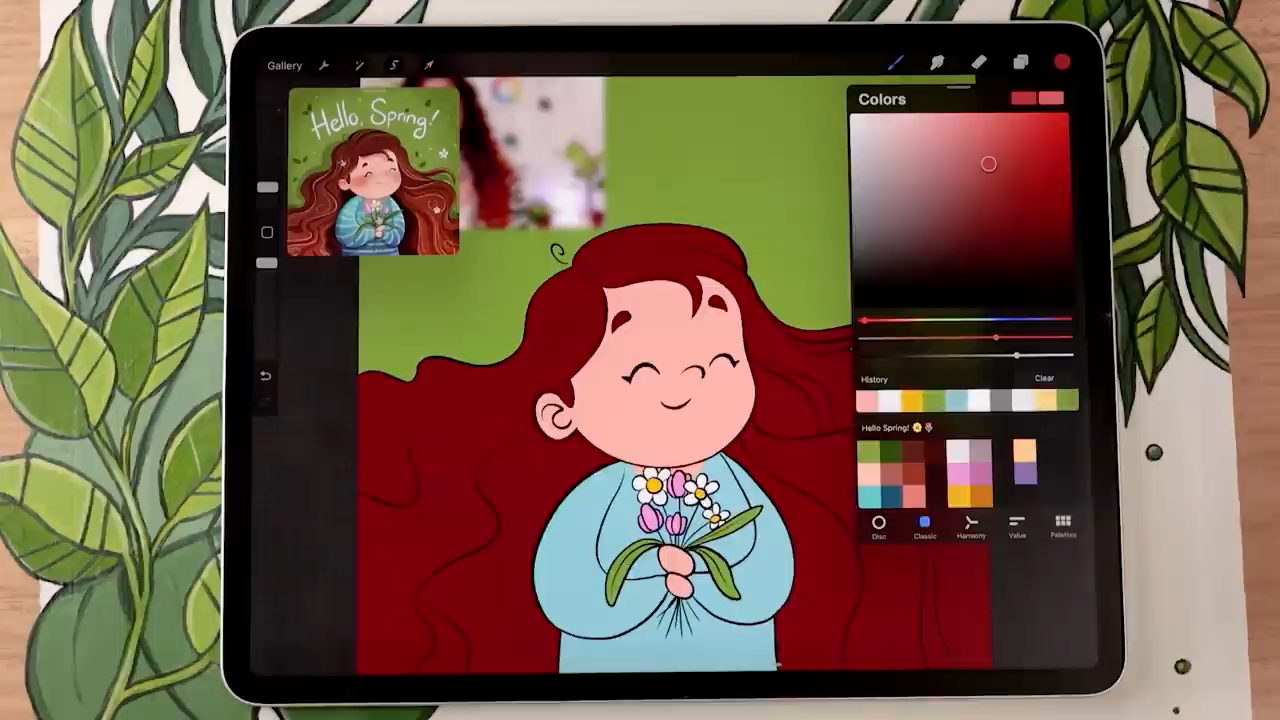 Gallery
Hello, Spring!
Colors
History
Clear
Hello Spring!
Disc
Classic
Harmony
Value
Palettes